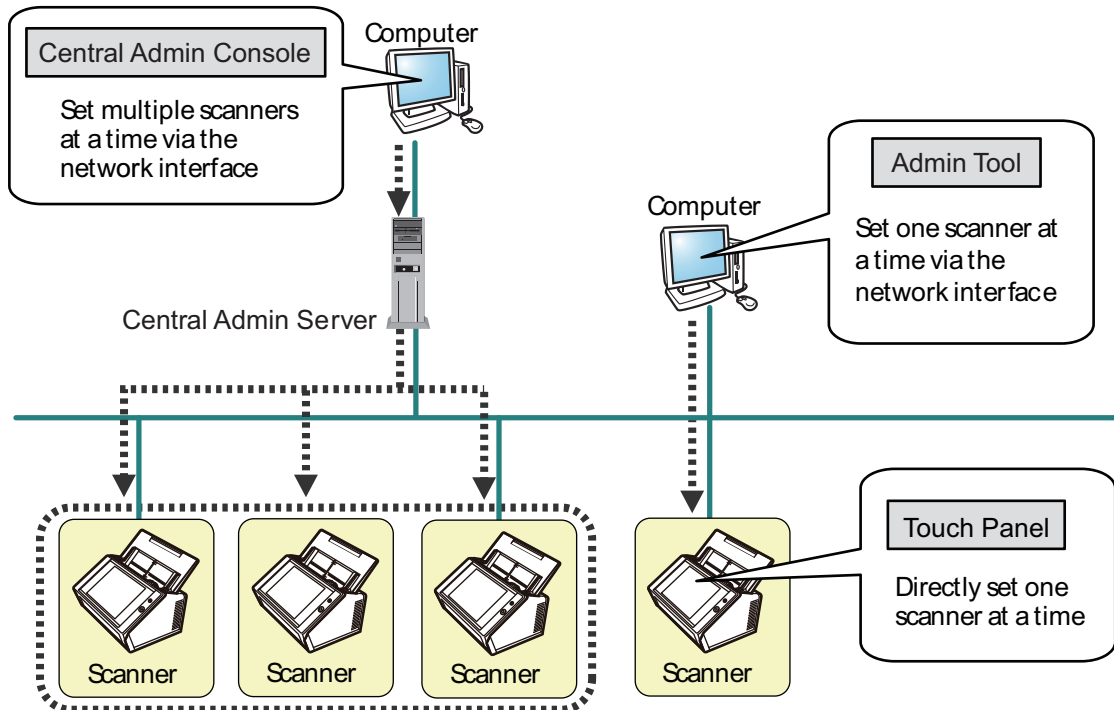 Computer
Central Admin Console
Set multiple scanners
at a time via the
network interface
Computer
Admin Tool
Set one scanner at
a time via the
network interface
Central Admin Server
Touch Panel
Directly set one
scanner at a time
Scanner
Scanner
Scanner
Scanner